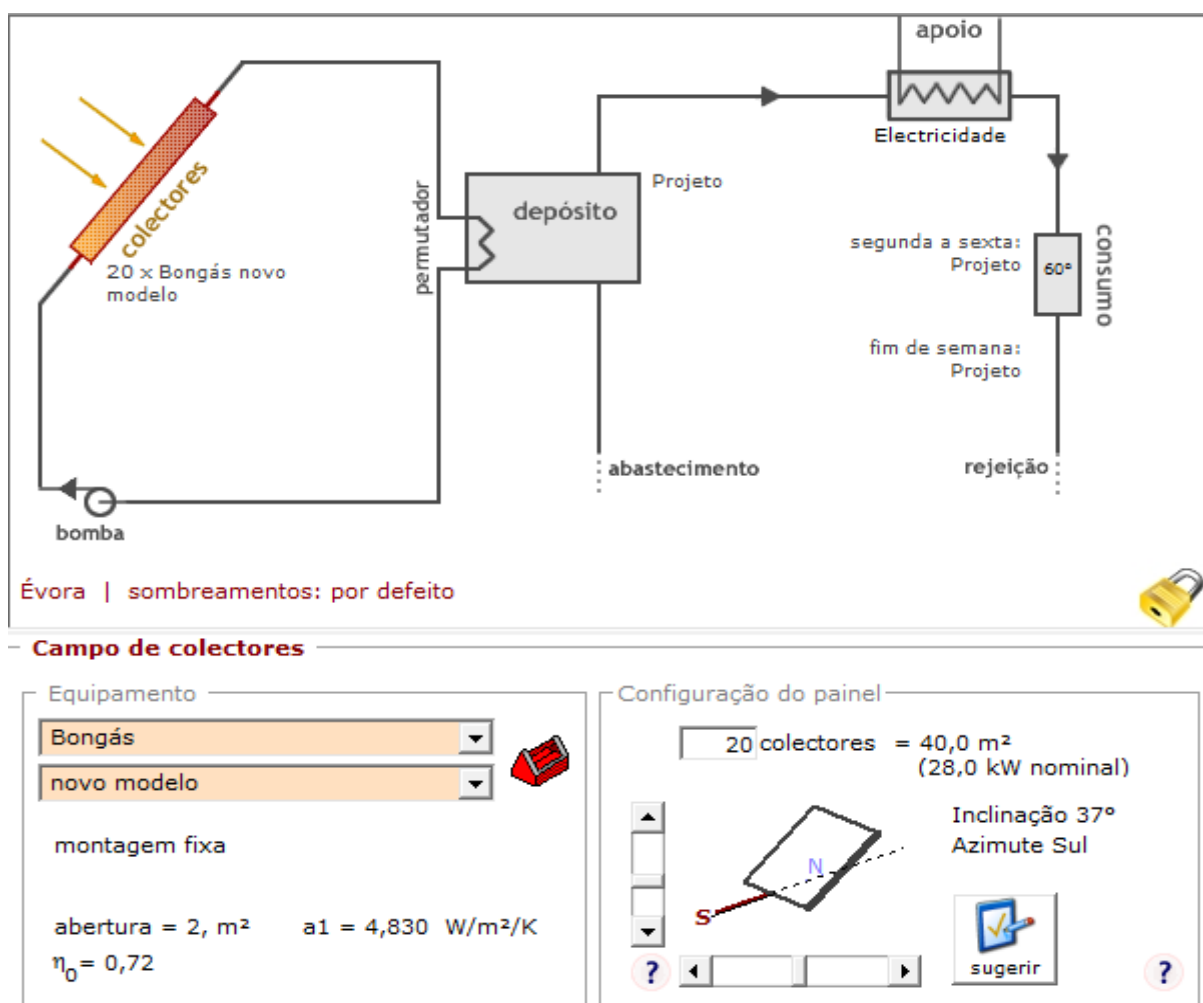 apoio
Electricidade
colectores
20 x Bongás novo
modelo
permutador
depósito
Projeto
segunda a sexta:
Projeto
60°
consumo
fim de semana:
Projeto
abastecimento
rejeição
bomba
Évora | sombreamentos: por defeito
Campo de colectores
Equipamento
Bongás
novo modelo
montagem fixa
abertura = 2, m² a1 = 4,830 W/m²/K
η0= 0,72
Configuração do painel
20 colectores = 40,0 m²
(28,0 kW nominal)
Inclinação 37°
Azimute Sul
N
S
sugerir
? ?